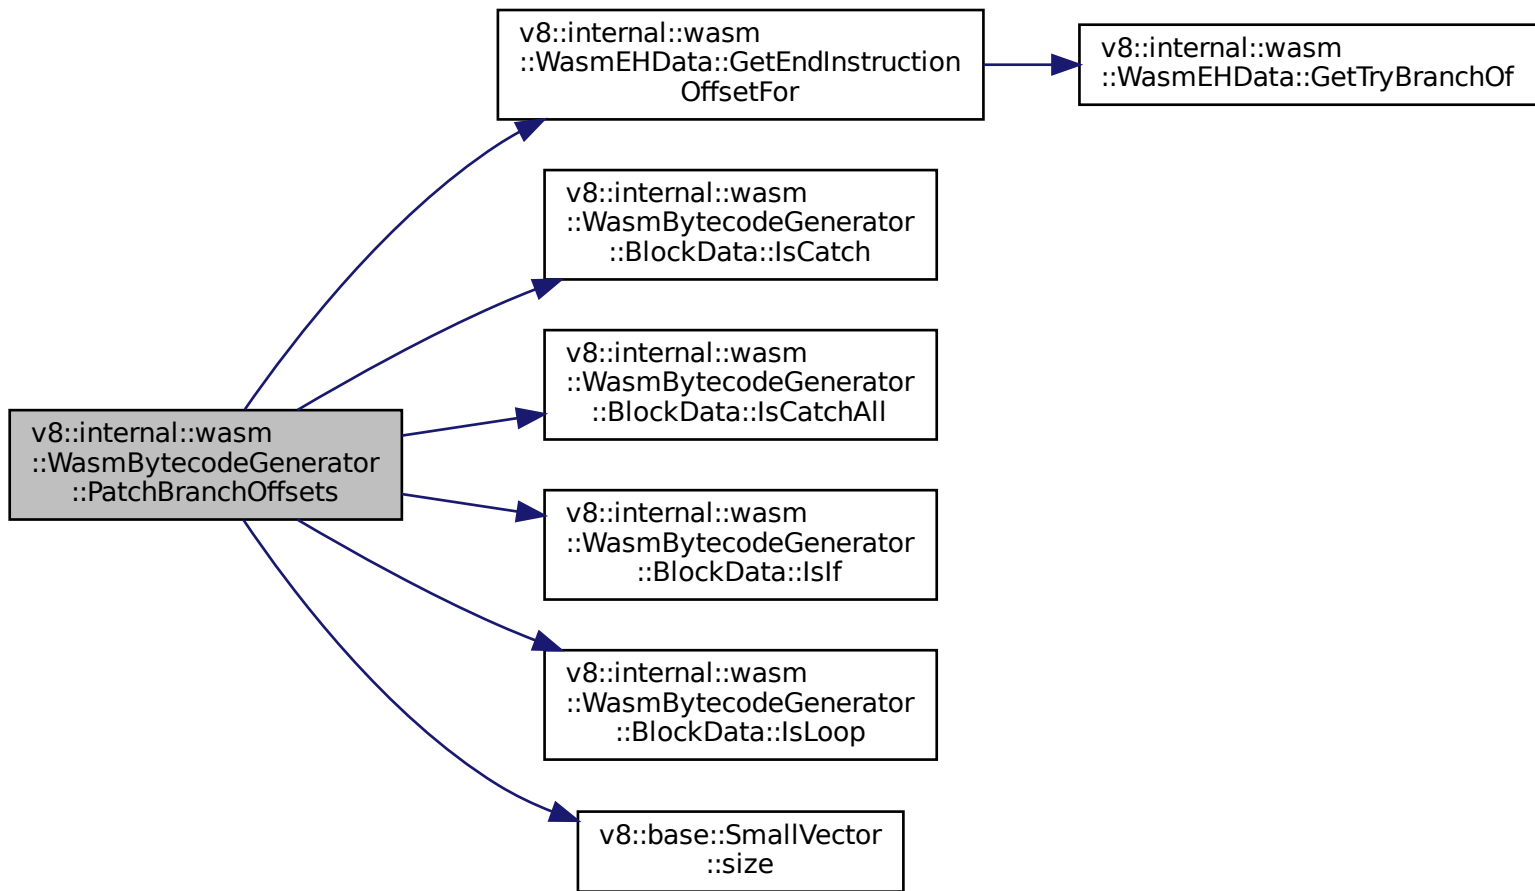 v8::internal::wasm
::WasmEHData::GetEndInstruction
OffsetFor
v8::internal::wasm
::WasmEHData::GetTryBranchOf
v8::internal::wasm
::WasmBytecodeGenerator
::BlockData::IsCatch
v8::internal::wasm
::WasmBytecodeGenerator
::BlockData::IsCatchAll
v8::internal::wasm
::WasmBytecodeGenerator
::PatchBranchOffsets
v8::internal::wasm
::WasmBytecodeGenerator
::BlockData::IsIf
v8::internal::wasm
::WasmBytecodeGenerator
::BlockData::IsLoop
v8::base::SmallVector
::size